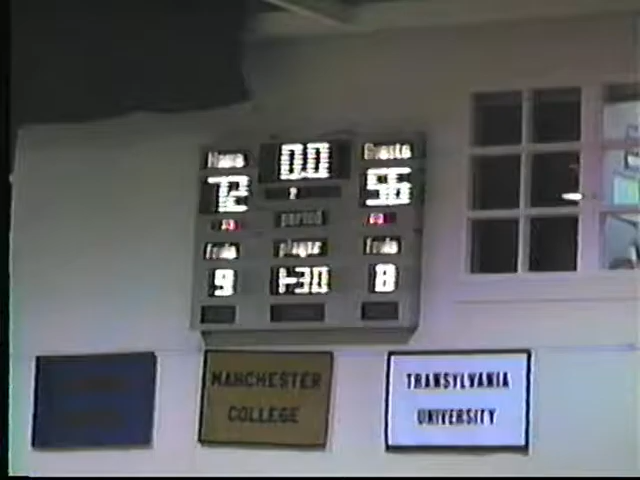 Home 0.0 Guests
72 56
2
period
fouls player fouls
9 1-30 8
MANCHESTER
COLLEGE
TRANSYLVANIA
UNIVERSITY